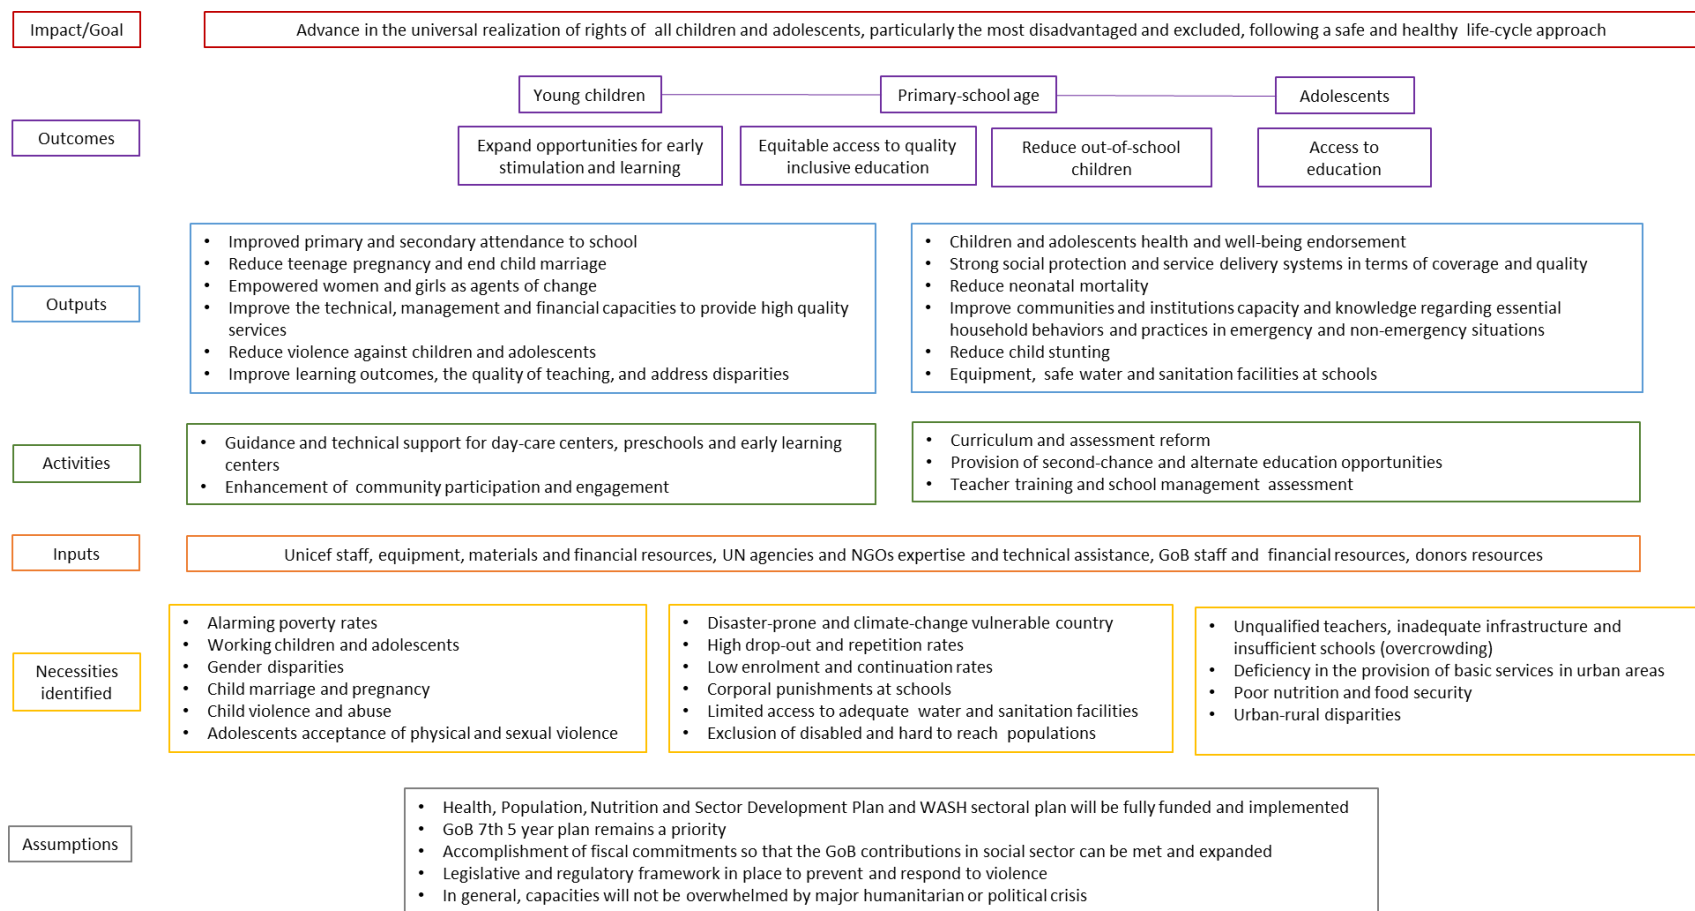 Impact/Goal
Advance in the universal realization of rights of all children and adolescents, particularly the most disadvantaged and excluded, following a safe and healthy life-cycle approach
Young children
Primary-school age
Adolescents
Outcomes
Expand opportunities for early
stimulation and learning
Equitable access to quality
inclusive education
Reduce out-of-school
children
Access to
education
Outputs
• Improved primary and secondary attendance to school
• Reduce teenage pregnancy and end child marriage
• Empowered women and girls as agents of change
• Improve the technical, management and financial capacities to provide high quality
services
• Reduce violence against children and adolescents
• Improve learning outcomes, the quality of teaching, and address disparities
• Children and adolescents health and well-being endorsement
• Strong social protection and service delivery systems in terms of coverage and quality
• Reduce neonatal mortality
• Improve communities and institutions capacity and knowledge regarding essential
household behaviors and practices in emergency and non-emergency situations
• Reduce child stunting
• Equipment, safe water and sanitation facilities at schools
Activities
• Guidance and technical support for day-care centers, preschools and early learning
centers
• Enhancement of community participation and engagement
• Curriculum and assessment reform
• Provision of second-chance and alternate education opportunities
• Teacher training and school management assessment
Inputs
Unicef staff, equipment, materials and financial resources, UN agencies and NGOs expertise and technical assistance, GoB staff and financial resources, donors resources
Necessities
identified
• Alarming poverty rates
• Working children and adolescents
• Gender disparities
• Child marriage and pregnancy
• Child violence and abuse
• Adolescents acceptance of physical and sexual violence
• Disaster-prone and climate-change vulnerable country
• High drop-out and repetition rates
• Low enrolment and continuation rates
• Corporal punishments at schools
• Limited access to adequate water and sanitation facilities
• Exclusion of disabled and hard to reach populations
• Unqualified teachers, inadequate infrastructure and
insufficient schools (overcrowding)
• Deficiency in the provision of basic services in urban areas
• Poor nutrition and food security
• Urban-rural disparities
Assumptions
• Health, Population, Nutrition and Sector Development Plan and WASH sectoral plan will be fully funded and implemented
• GoB 7th 5 year plan remains a priority
• Accomplishment of fiscal commitments so that the GoB contributions in social sector can be met and expanded
• Legislative and regulatory framework in place to prevent and respond to violence
• In general, capacities will not be overwhelmed by major humanitarian or political crisis